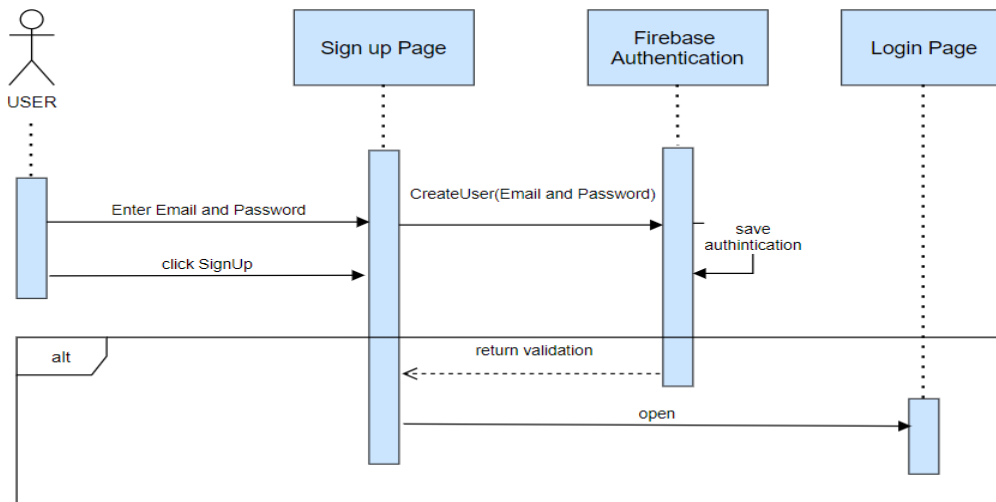 USER
Sign up Page
Firebase
Authentication
Login Page
Enter Email and Password
CreateUser(Email and Password)
save
authintication
click SignUp
alt
return validation
open